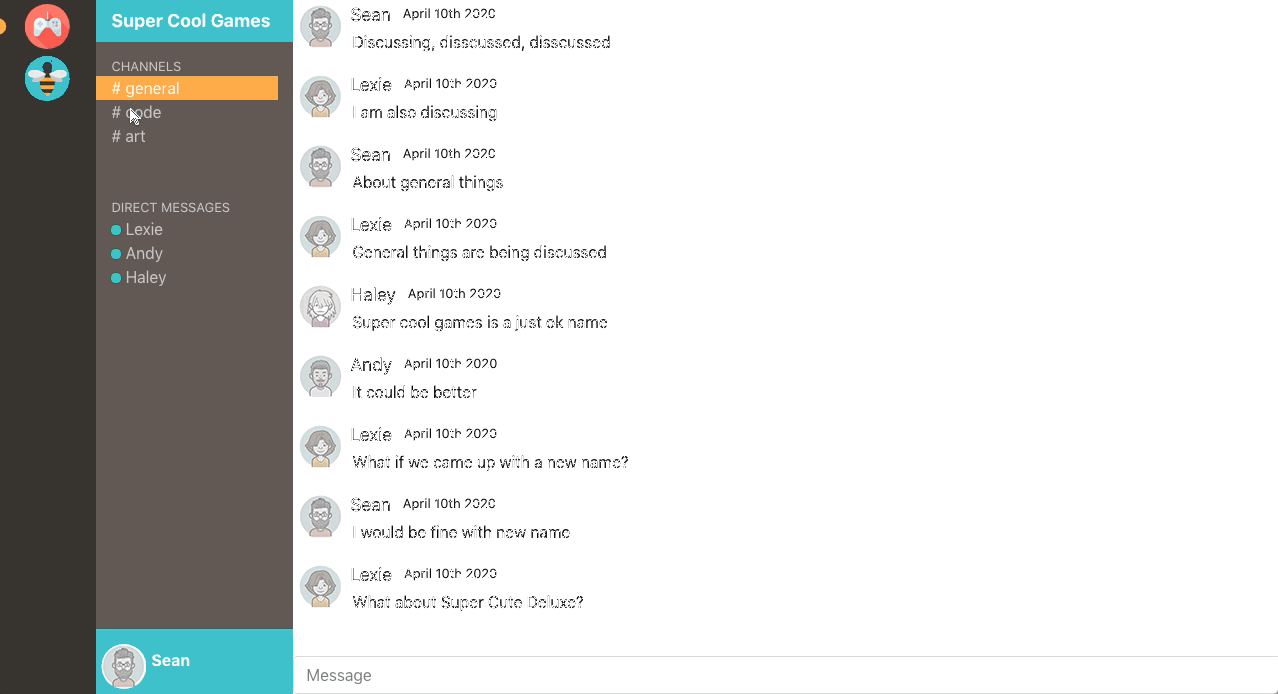 Super Cool Games
CHANNELS
# general
# code
# art
DIRECT MESSAGES
Lexie
Andy
Haley
Sean
Sean April 10th 2020
Discussing, disscussed, disscussed
Lexie April 10th 2020
I am also discussing
Sean April 10th 2020
About general things
Lexie April 10th 2020
General things are being discussed
Haley April 10th 2020
Super cool games is a just ok name
Andy April 10th 2020
It could be better
Lexie April 10th 2020
What if we came up with a new name?
Sean April 10th 2020
I would be fine with new name
Lexie April 10th 2020
What about Super Cute Deluxe?
Message